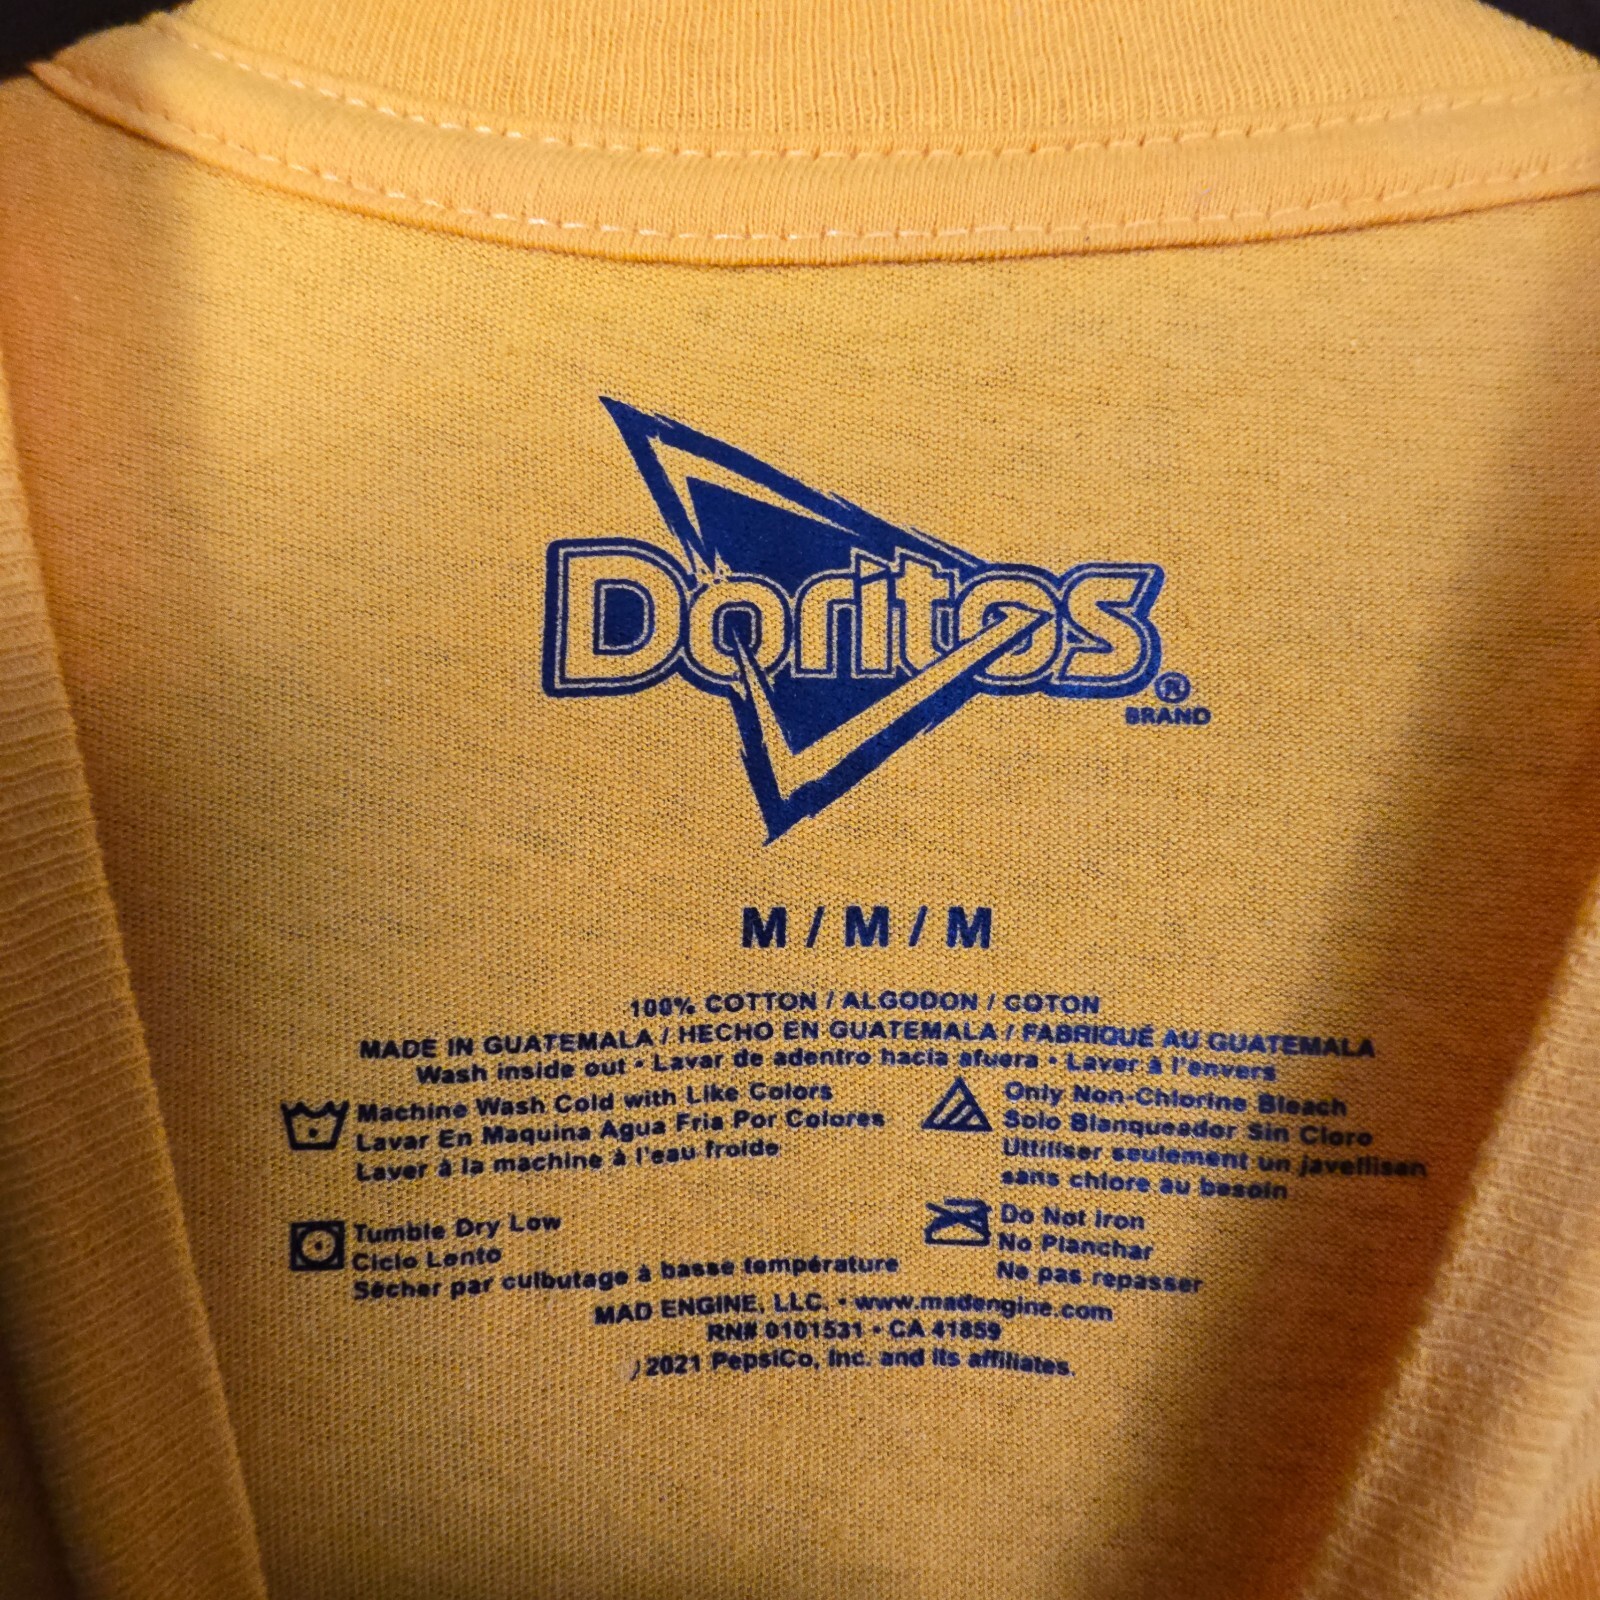 Doritos®
BRAND
M / M / M
100% COTTON / ALGODON / COTON
MADE IN GUATEMALA / HECHO EN GUATEMALA / FABRIQUÉ AU GUATEMALA
Wash inside out • Lavar de adentro hacia afuera • Laver à l'envers
Machine Wash Cold with Like Colors
Lavar En Maquina Agua Fria Por Colores
Laver à la machine à l'eau froide
Only Non-Chlorine Bleach
Solo Blanqueador Sin Cloro
Uttiliser seulement un javellisan
sans chlore au besoin
Tumble Dry Low
Ciclo Lento
Sécher par culbutage à basse température
Do Not Iron
No Planchar
Ne pas repasser
MAD ENGINE, LLC. • www.madengine.com
RN# 0101531 • CA 41859
2021 PepsiCo, Inc. and its affiliates.